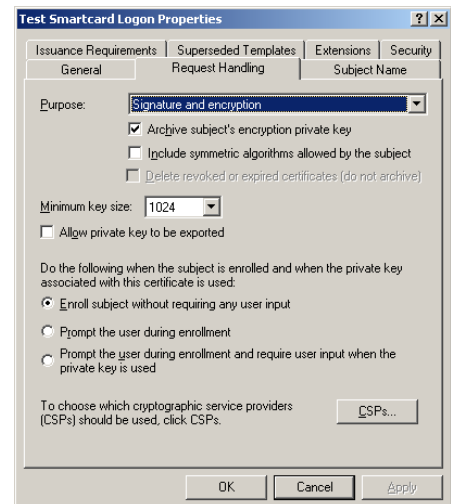 Test Smartcard Logon Properties
Issuance Requirements Superseded Templates Extensions Security
General Request Handling Subject Name
Purpose: Signature and encryption
Archive subject's encryption private key
Include symmetric algorithms allowed by the subject
Delete revoked or expired certificates (do not archive)
Minimum key size: 1024
Allow private key to be exported
Do the following when the subject is enrolled and when the private key
associated with this certificate is used:
Enroll subject without requiring any user input
Prompt the user during enrollment
Prompt the user during enrollment and require user input when the
private key is used
To choose which cryptographic service providers
(CSPs) should be used, click CSPs.
CSPs...
OK Cancel Apply